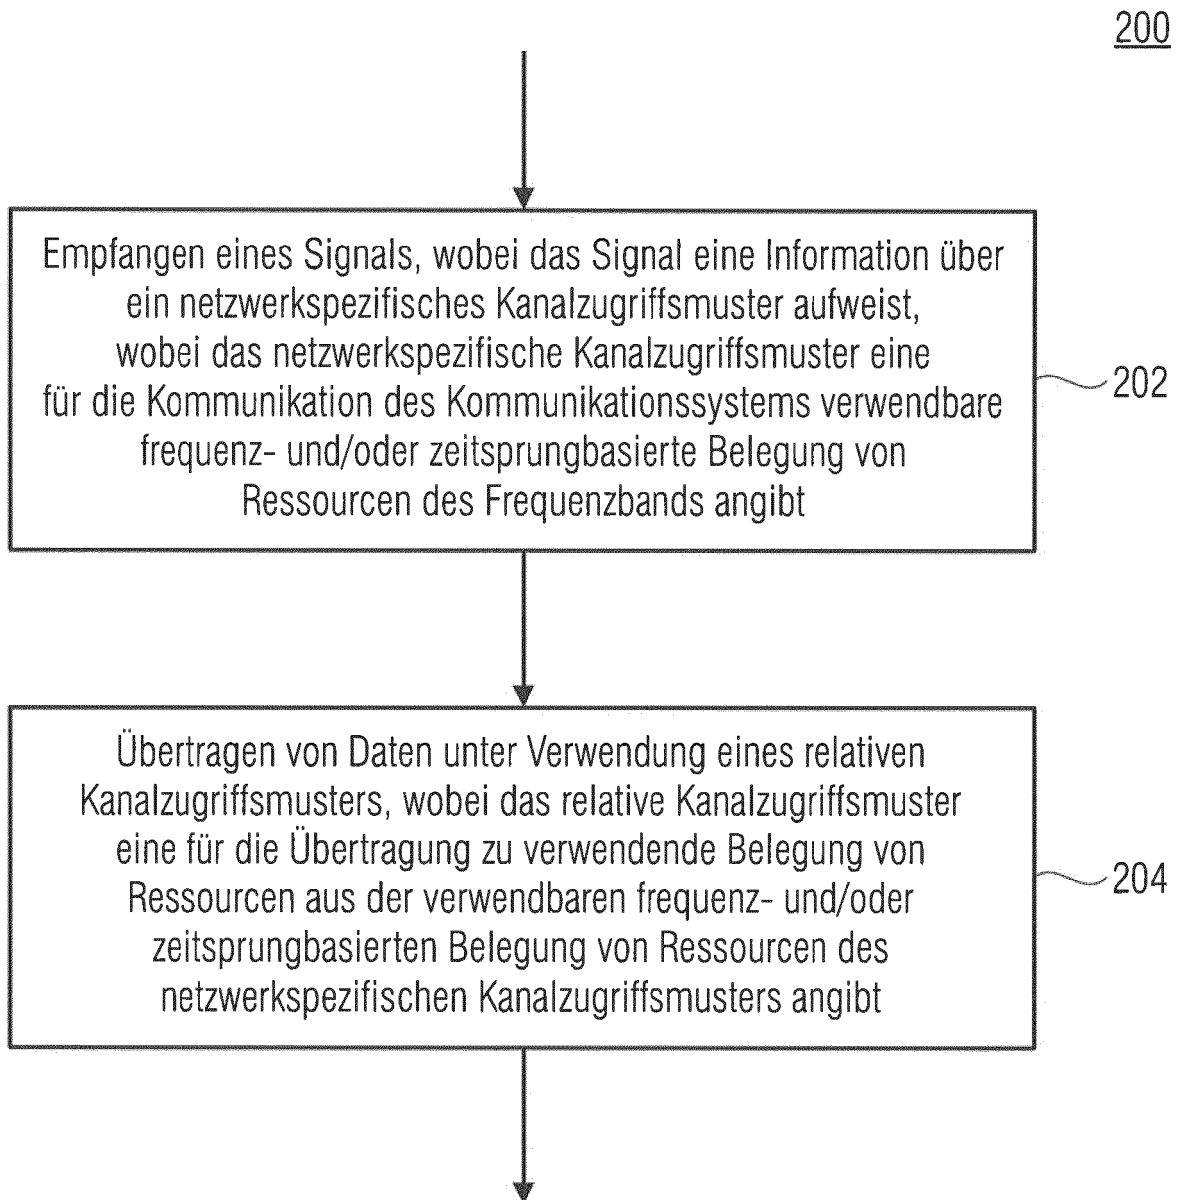 200
Empfangen eines Signals, wobei das Signal eine Information über
ein netzwerkspezifisches Kanalzugriffsmuster aufweist,
wobei das netzwerkspezifische Kanalzugriffsmuster eine
für die Kommunikation des Kommunikationssystems verwendbare
frequenz- und/oder zeitsprungbasierte Belegung von
Ressourcen des Frequenzbands angibt
202
Übertragen von Daten unter Verwendung eines relativen
Kanalzugriffsmusters, wobei das relative Kanalzugriffsmuster
eine für die Übertragung zu verwendende Belegung von
Ressourcen aus der verwendbaren frequenz- und/oder
zeitsprungbasierten Belegung von Ressourcen des
netzwerkspezifischen Kanalzugriffsmusters angibt
204